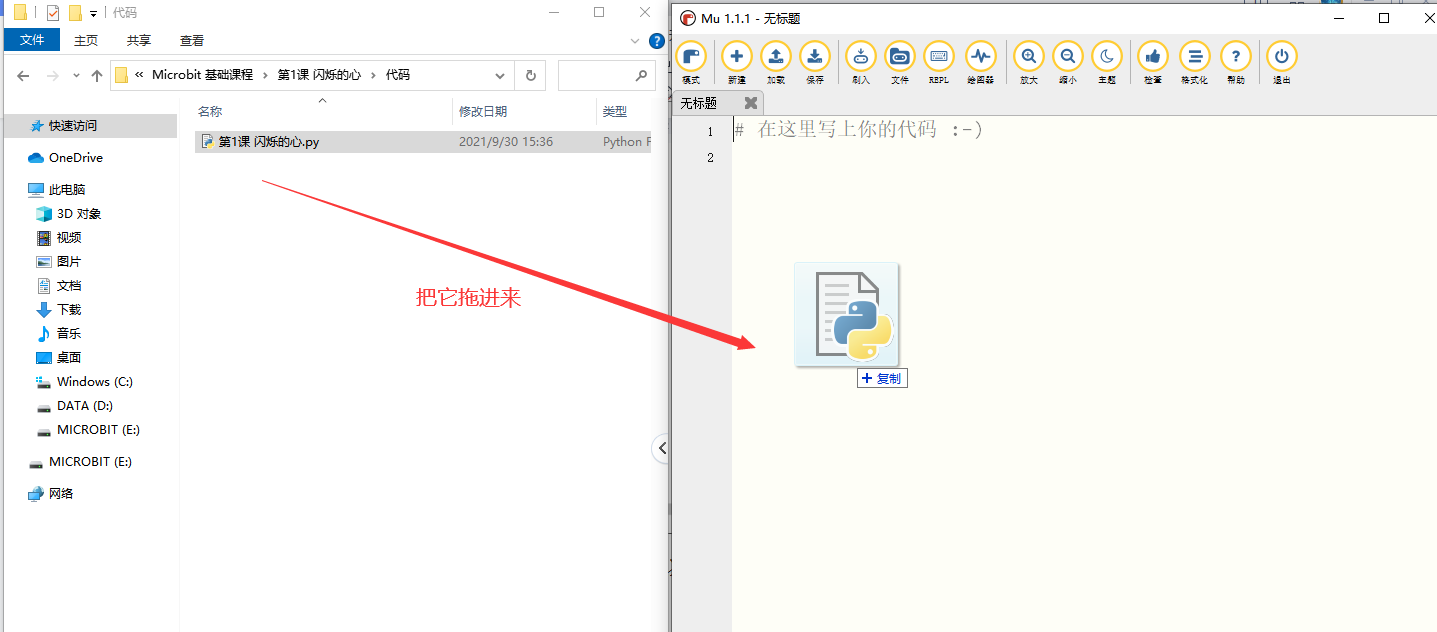 代码
文件 主页 共享 查看
« Microbit 基础课程 › 第1课 闪烁的心 › 代码
名称 修改日期 类型
快速访问
第1课 闪烁的心.py 2021/9/30 15:36 Python F
OneDrive
此电脑
3D 对象
视频
图片
文档
下载
音乐
桌面
Windows (C:)
DATA (D:)
MICROBIT (E:)
MICROBIT (E:)
网络
把它拖进来
Mu 1.1.1 - 无标题
模式 新建 加载 保存 刷入 文件 REPL 绘图器 放大 缩小 主题 检查 格式化 帮助 退出
无标题
1 # 在这里写上你的代码 :-)
2
+ 复制